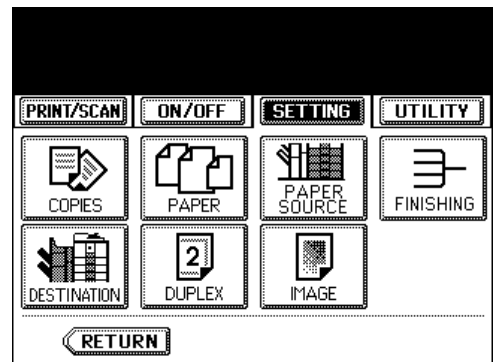 PRINT/SCAN ON/OFF SETTING UTILITY
COPIES PAPER PAPER SOURCE FINISHING
DESTINATION 2 DUPLEX IMAGE
RETURN